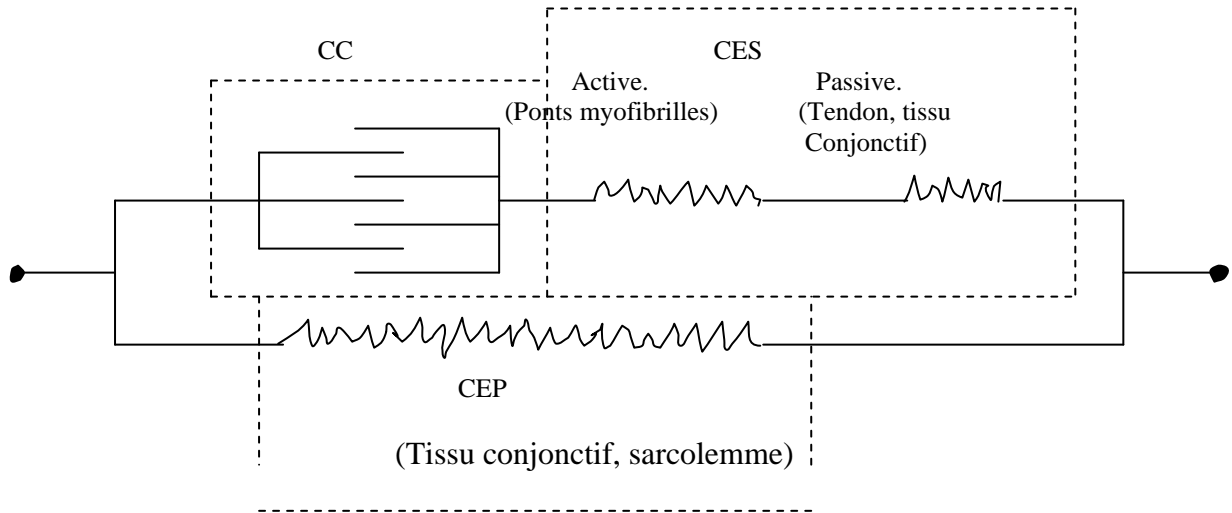 CC
CES
Active.
(Ponts myofibrilles)
Passive.
(Tendon, tissu
Conjonctif)
CEP
(Tissu conjonctif, sarcolemme)